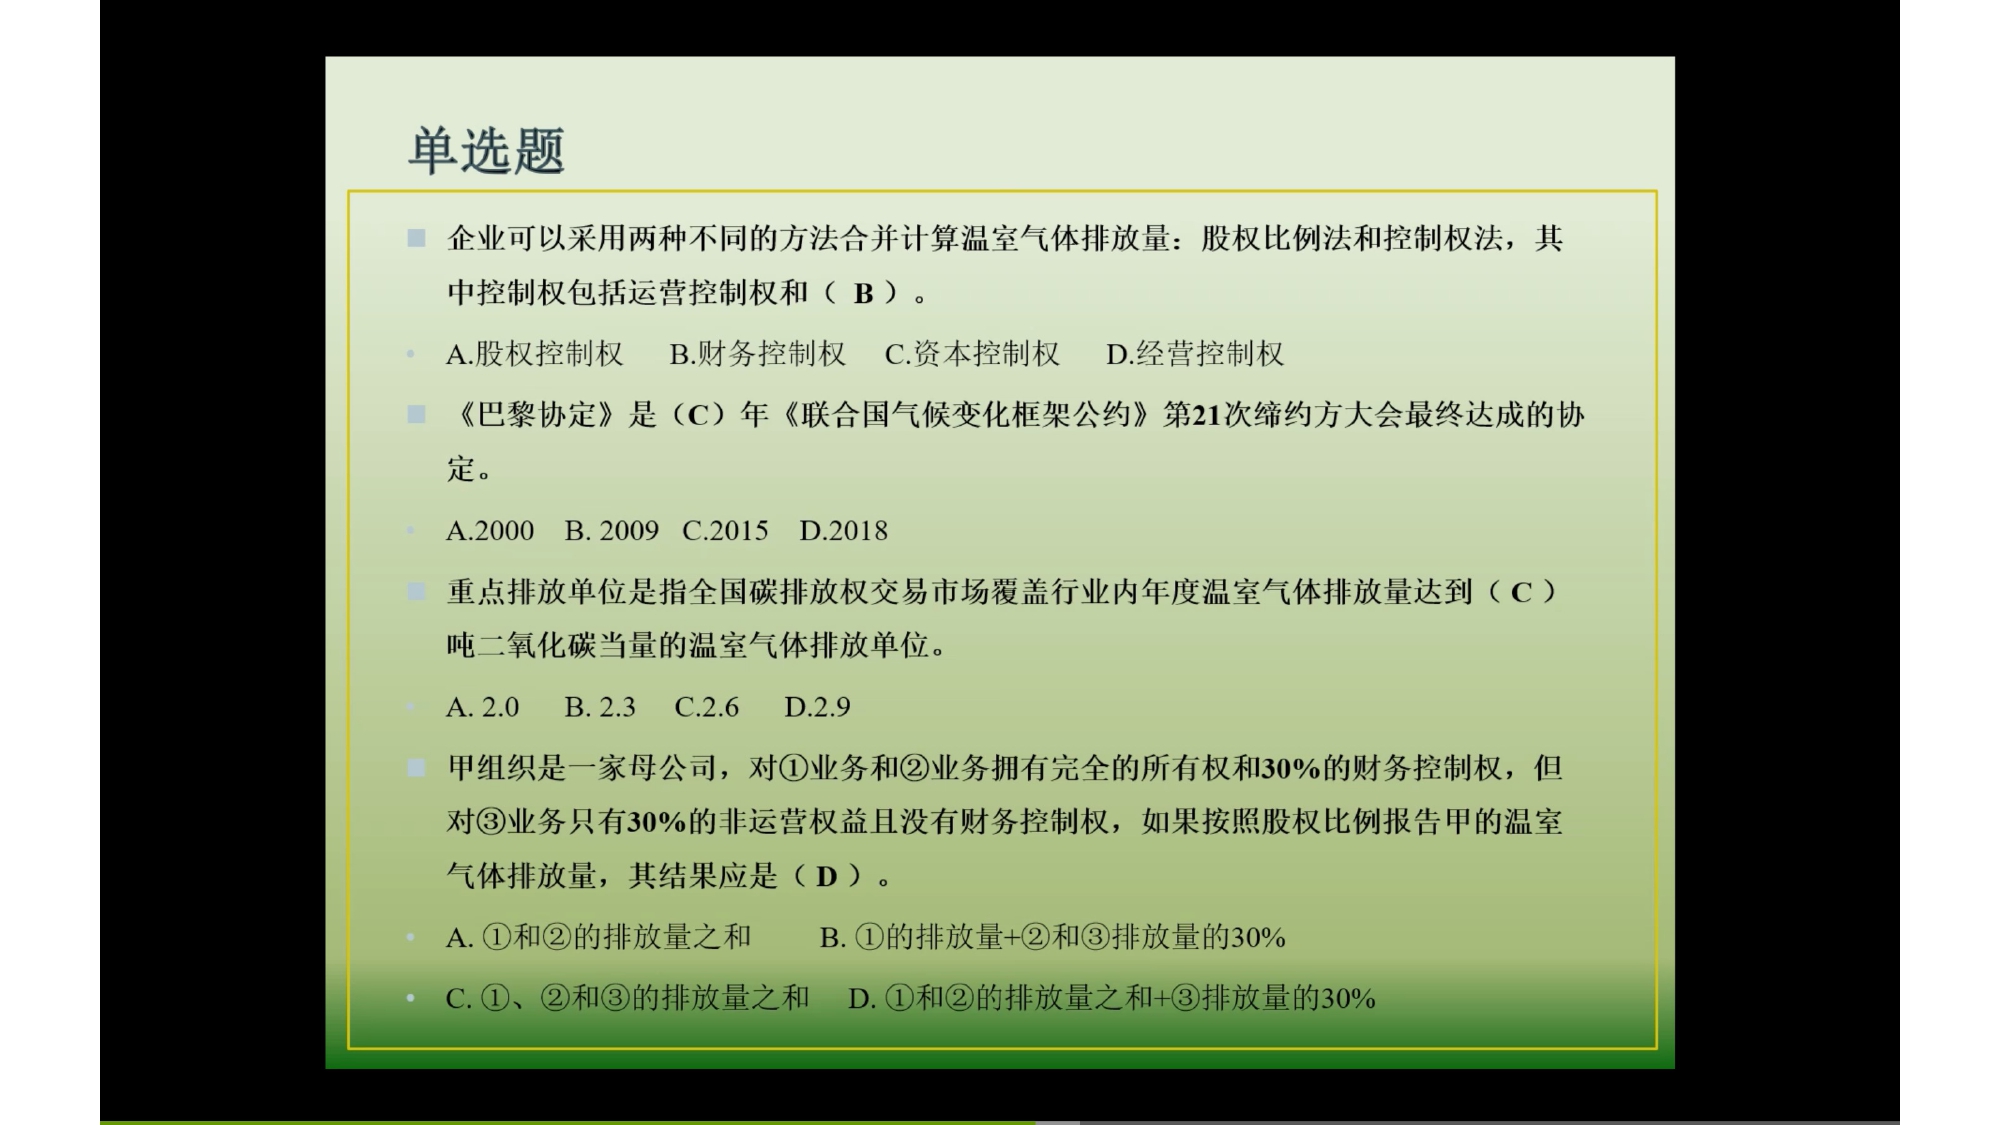 单选题
企业可以采用两种不同的方法合并计算温室气体排放量：股权比例法和控制权法，其
中控制权包括运营控制权和（ B ）。
A.股权控制权 B.财务控制权 C.资本控制权 D.经营控制权
《巴黎协定》是（C）年《联合国气候变化框架公约》第21次缔约方大会最终达成的协
定。
A.2000 B. 2009 C.2015 D.2018
重点排放单位是指全国碳排放权交易市场覆盖行业内年度温室气体排放量达到（ C ）
吨二氧化碳当量的温室气体排放单位。
A. 2.0 B. 2.3 C.2.6 D.2.9
甲组织是一家母公司，对①业务和②业务拥有完全的所有权和30%的财务控制权，但
对③业务只有30%的非运营权益且没有财务控制权，如果按照股权比例报告甲的温室
气体排放量，其结果应是（ D ）。
A. ①和②的排放量之和 B. ①的排放量+②和③排放量的30%
C. ①、②和③的排放量之和 D. ①和②的排放量之和+③排放量的30%